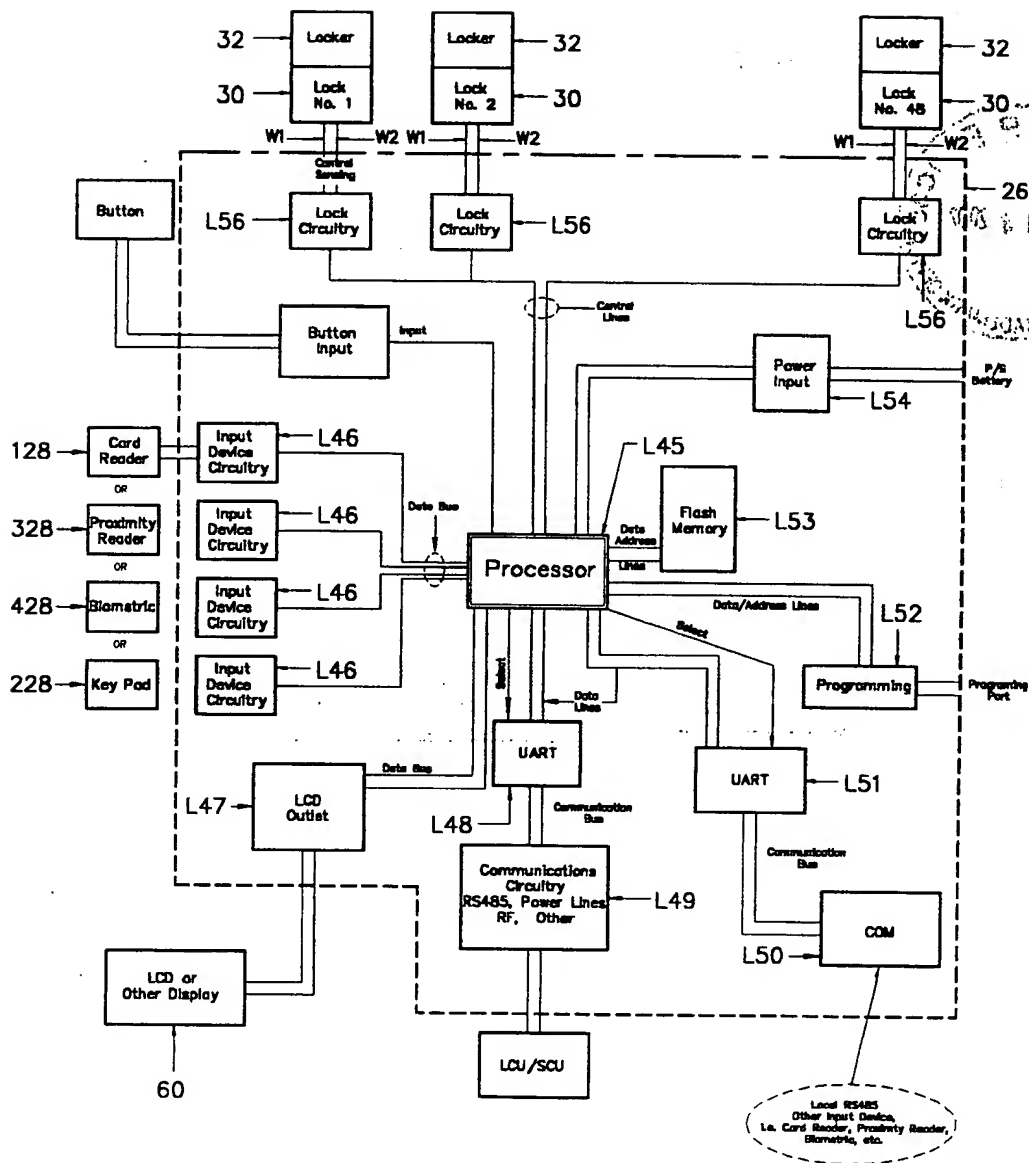 32
Locker
Locker
32
Locker
32
30
Lock
No. 1
Lock
No. 2
30
Lock
No. 48
30
W1
W2
W1
W2
W1
W2
Control
Sensing
26
Button
L56
Lock
Circuitry
Lock
Circuitry
L56
Lock
Circuitry
L56
Control
Lines
Button
Input
Input
Power
Input
P/S
Battery
L54
128
Card
Reader
Input
Device
Circuitry
L46
L45
OR
Data Bus
Flash
Memory
L53
328
Proximity
Reader
Input
Device
Circuitry
L46
Data
Address
Lines
Processor
OR
428
Biometric
Input
Device
Circuitry
L46
Data/Address Lines
L52
OR
Select
Select
228
Key Pad
Input
Device
Circuitry
L46
Programming
Programing
Port
Data
Lines
UART
UART
L51
Data Bus
L47
LCD
Outlet
L48
Communication
Bus
Communication
Bus
Communications
Circuitry
RS485, Power Lines
RF, Other
L49
COM
L50
LCD or
Other Display
60
LCU/SCU
Local RS485
Other Input Device,
i.e. Card Reader, Proximity Reader,
Biometric, etc.